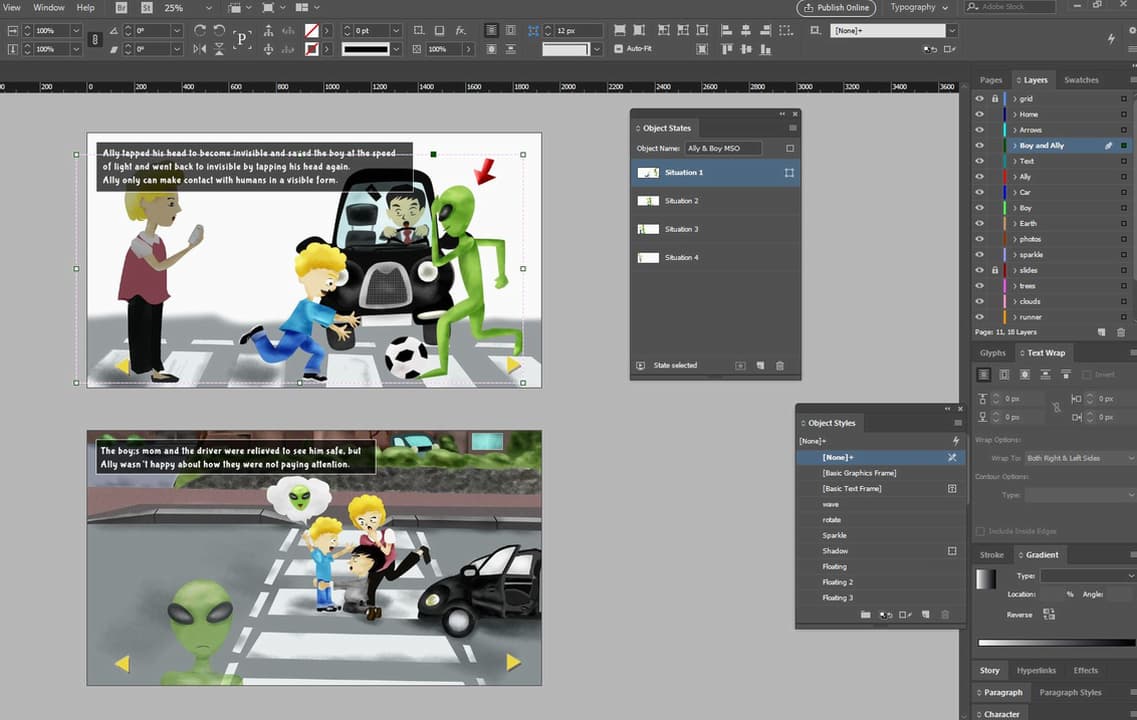 View Window Help Br St 25% Publish Online Typography Adobe Stock
100% 0° P 0 pt fx. 12 px [None]+
100% 0° 100% Auto-Fit
200 0 200 400 600 800 1000 1200 1400 1600 1800 2000 2200 2400 2600 2800 3000 3200 3400 3600
Ally tapped his head to become invisible and saved the boy at the speed
of light and went back to invisible by tapping his head again.
Ally only can make contact with humans in a visible form.
The boy;s mom and the driver were relieved to see him safe, but
Ally wasn't happy about how they were not paying attention.
Object States
Object Name: Ally & Boy MSO
Situation 1
Situation 2
Situation 3
Situation 4
State selected
Object Styles
[None]+
[None]+
[Basic Graphics Frame]
[Basic Text Frame]
wave
rotate
Sparkle
Shadow
Floating
Floating 2
Floating 3
Pages Layers Swatches
grid
Home
Arrows
Boy and Ally
Text
Ally
Car
Boy
Earth
photos
sparkle
slides
trees
clouds
runner
Page: 11, 18 Layers
Glyphs Text Wrap
Invert
0 px 0 px
0 px 0 px
Wrap Options:
Wrap To: Both Right & Left Sides
Contour Options:
Type:
Include Inside Edges
Stroke Gradient
Type:
Location: % Angle:
Reverse
Story Hyperlinks Effects
Paragraph Paragraph Styles
Character